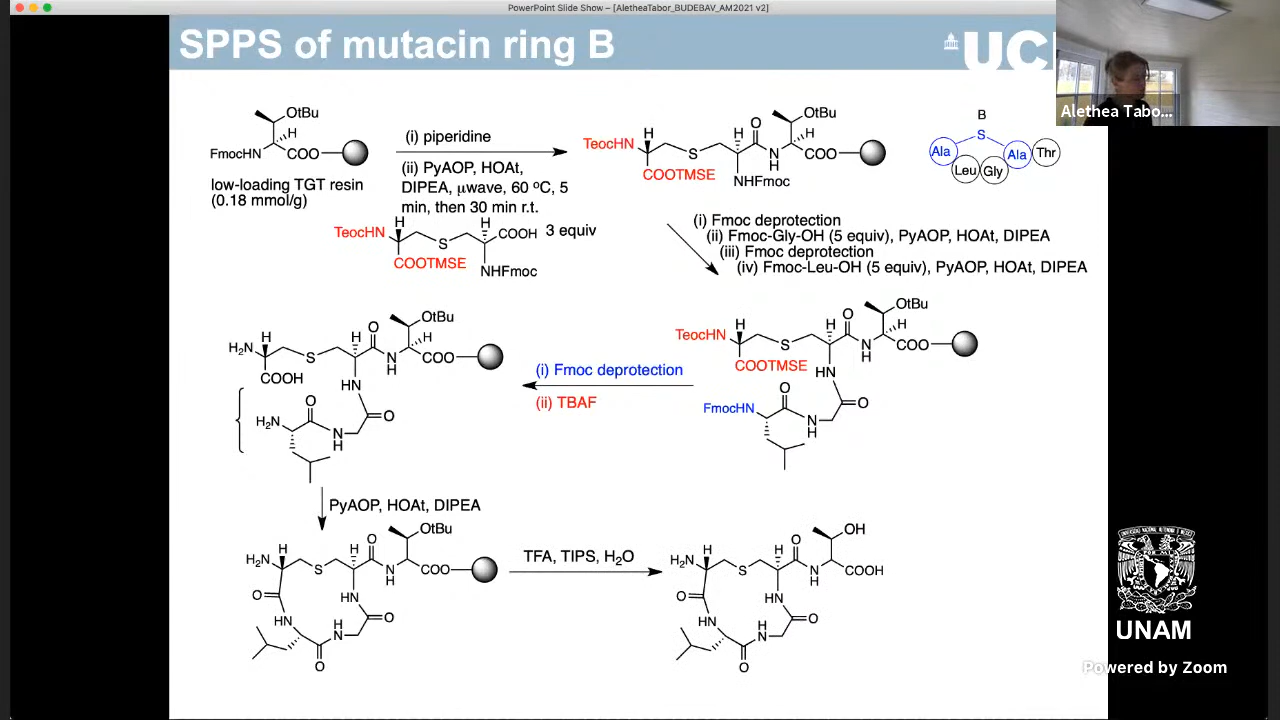 PowerPoint Slide Show – [AletheaTabor_BUDEBAV_AM2021 v2]
SPPS of mutacin ring B
UC
Alethea Tabo...
OtBu
H
FmocHN
COO
low-loading TGT resin
(0.18 mmol/g)
(i) piperidine
(ii) PyAOP, HOAt,
DIPEA, μwave, 60 ºC, 5
min, then 30 min r.t.
TeocHN
H
S
H
COOH
3 equiv
COOTMSE
NHFmoc
TeocHN
H
S
H
O
N
H
OtBu
H
COO
COOTMSE
NHFmoc
B
S
Ala
Leu
Gly
Ala
Thr
(i) Fmoc deprotection
(ii) Fmoc-Gly-OH (5 equiv), PyAOP, HOAt, DIPEA
(iii) Fmoc deprotection
(iv) Fmoc-Leu-OH (5 equiv), PyAOP, HOAt, DIPEA
TeocHN
H
S
H
O
N
H
OtBu
H
COO
COOTMSE
HN
FmocHN
O
N
H
O
(i) Fmoc deprotection
(ii) TBAF
H2N
H
S
H
O
N
H
OtBu
H
COO
COOH
HN
H2N
O
N
H
O
PyAOP, HOAt, DIPEA
H2N
H
S
H
O
N
H
OtBu
COO
O
HN
HN
H
N
O
O
TFA, TIPS, H2O
H2N
H
S
H
O
N
H
OH
COOH
O
HN
HN
H
N
O
O
UNAM
Powered by Zoom